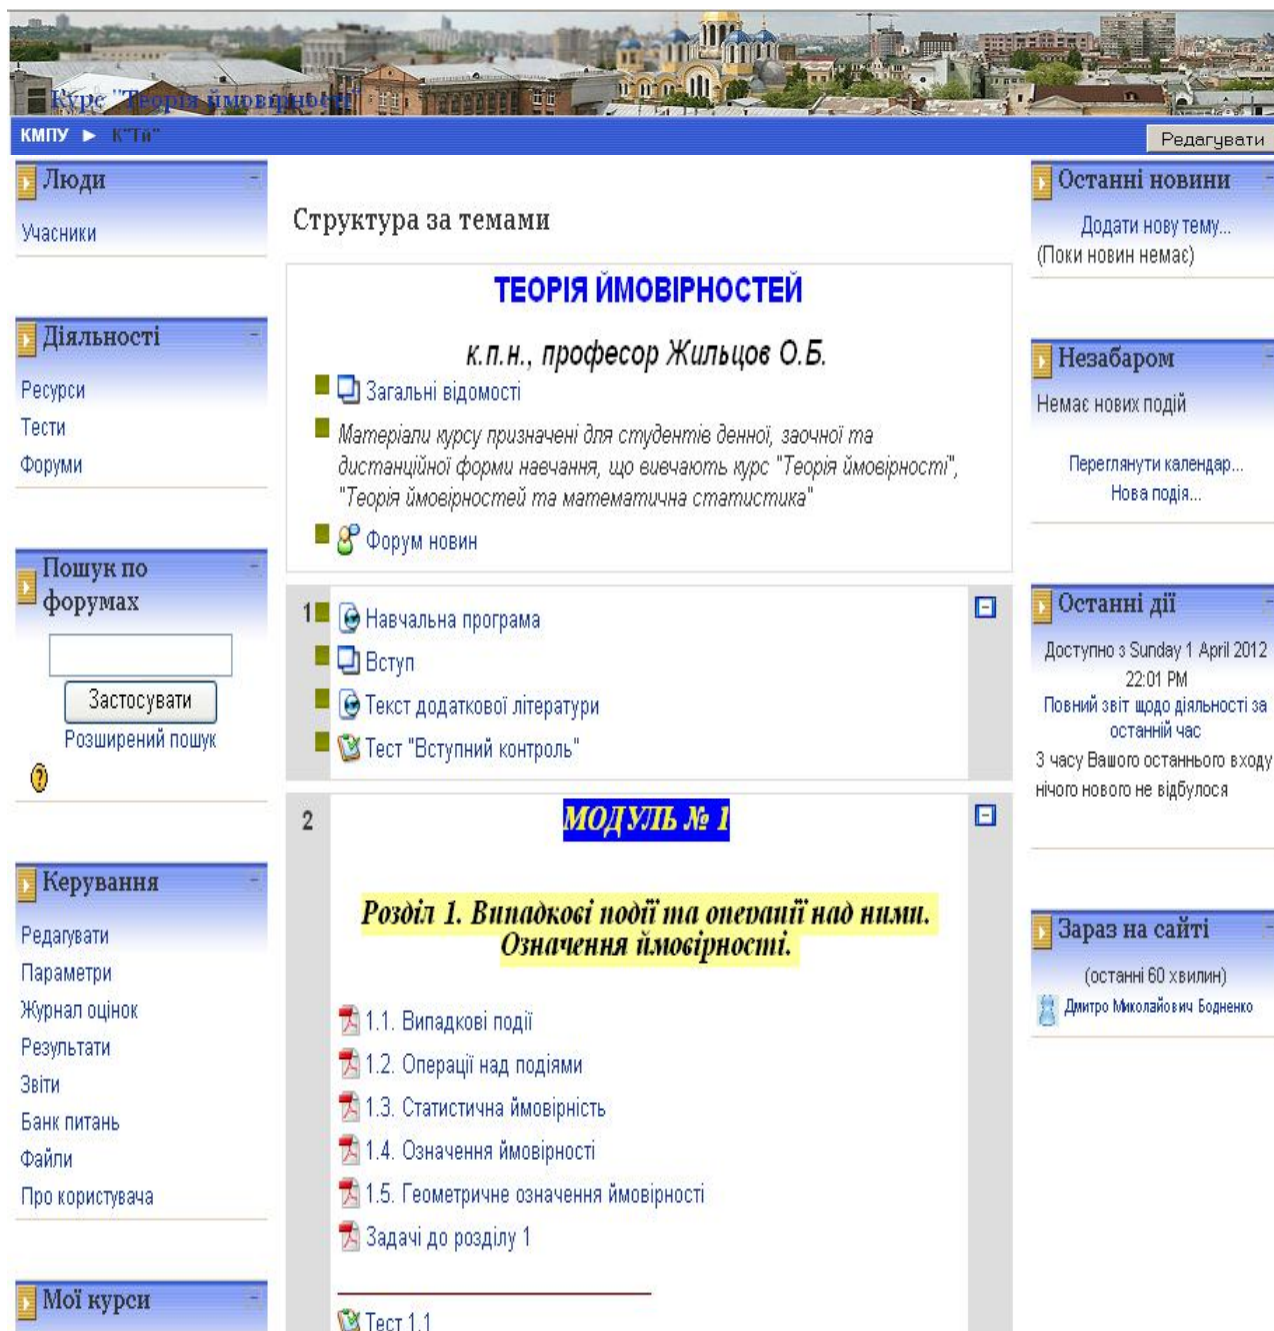 Курс "Теорія ймовірності"
КМПУ ► К"Тй"
Редагувати
Люди
Учасники
Діяльності
Ресурси
Тести
Форуми
Пошук по
форумах
Застосувати
Розширений пошук
Керування
Редагувати
Параметри
Журнал оцінок
Результати
Звіти
Банк питань
Файли
Про користувача
Мої курси
Структура за темами
ТЕОРІЯ ЙМОВІРНОСТЕЙ
к.п.н., професор Жильцов О.Б.
Загальні відомості
Матеріали курсу призначені для студентів денної, заочної та
дистанційної форми навчання, що вивчають курс "Теорія ймовірності",
"Теорія ймовірностей та математична статистика"
Форум новин
1
Навчальна програма
Вступ
Текст додаткової літератури
Тест "Вступний контроль"
2
МОДУЛЬ № 1
Розділ 1. Випадкові події та операції над ними.
Означення ймовірності.
1.1. Випадкові події
1.2. Операції над подіями
1.3. Статистична ймовірність
1.4. Означення ймовірності
1.5. Геометричне означення ймовірності
Задачі до розділу 1
Тест 1.1
Останні новини
Додати нову тему...
(Поки новин немає)
Незабаром
Немає нових подій
Переглянути календар...
Нова подія...
Останні дії
Доступно з Sunday 1 April 2012
22:01 PM
Повний звіт щодо діяльності за
останній час
З часу Вашого останнього входу
нічого нового не відбулося
Зараз на сайті
(останні 60 хвилин)
Дмитро Миколайович Бодненко